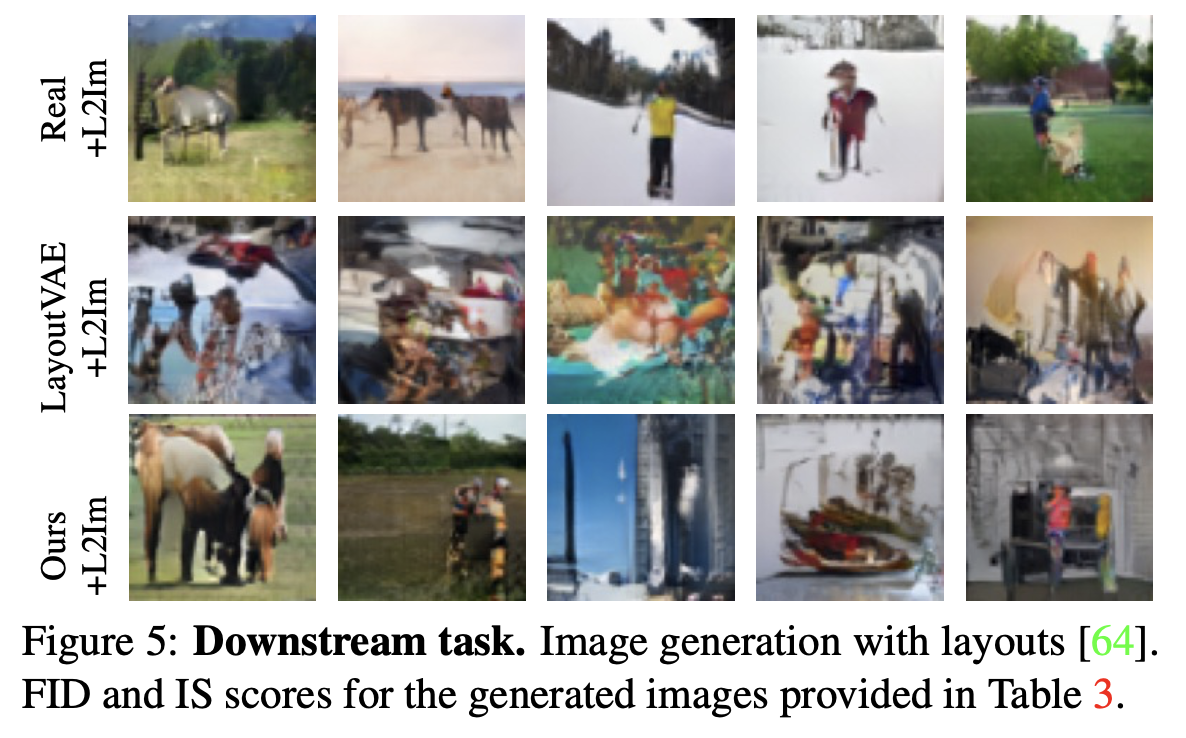 Real
+L2Im
LayoutVAE
+L2Im
Ours
+L2Im
Figure 5: Downstream task. Image generation with layouts [64].
FID and IS scores for the generated images provided in Table 3.